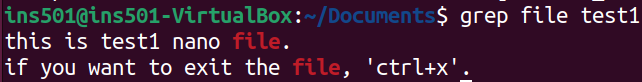 ins501@ins501-VirtualBox:~/Documents$ grep file test1
this is test1 nano file.
if you want to exit the file, 'ctrl+x'.